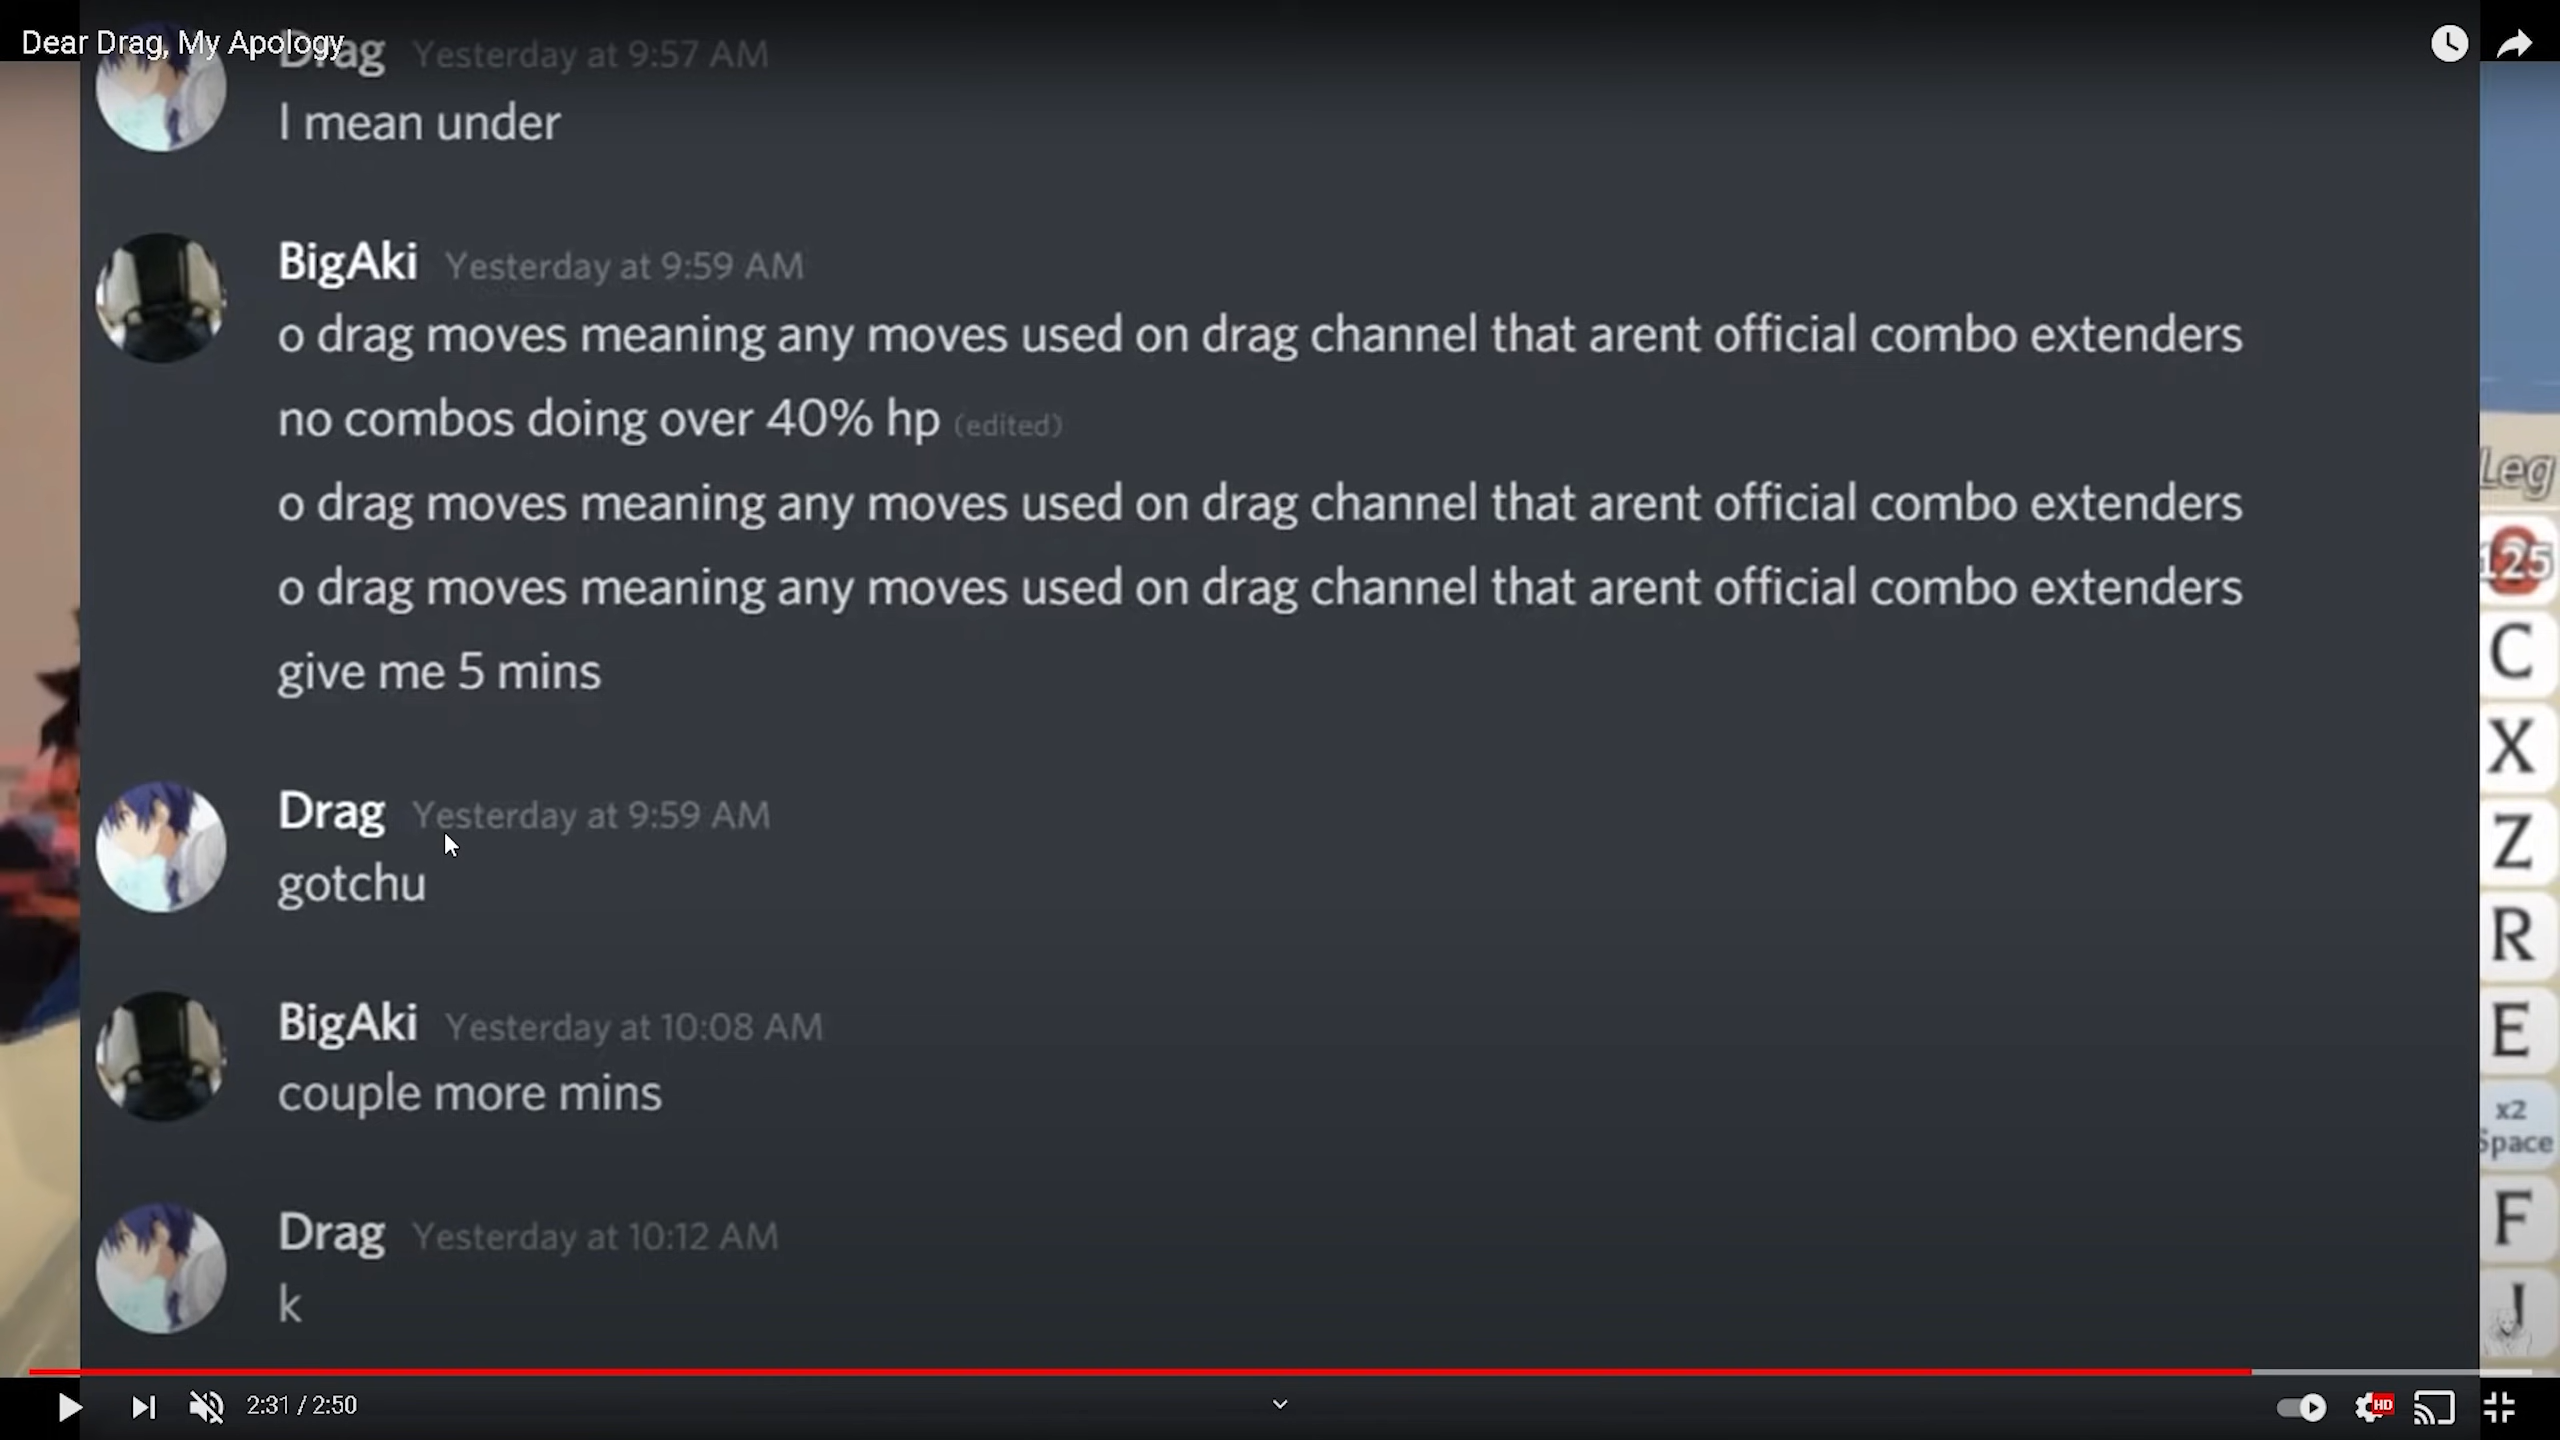 Dear Drag, My Apology
Drag Yesterday at 9:57 AM
I mean under
BigAki Yesterday at 9:59 AM
o drag moves meaning any moves used on drag channel that arent official combo extenders
no combos doing over 40% hp (edited)
o drag moves meaning any moves used on drag channel that arent official combo extenders
o drag moves meaning any moves used on drag channel that arent official combo extenders
give me 5 mins
Drag Yesterday at 9:59 AM
gotchu
BigAki Yesterday at 10:08 AM
couple more mins
Drag Yesterday at 10:12 AM
k
Leg
125
C
X
Z
R
E
x2
Space
F
J
2:31 / 2:50
HD